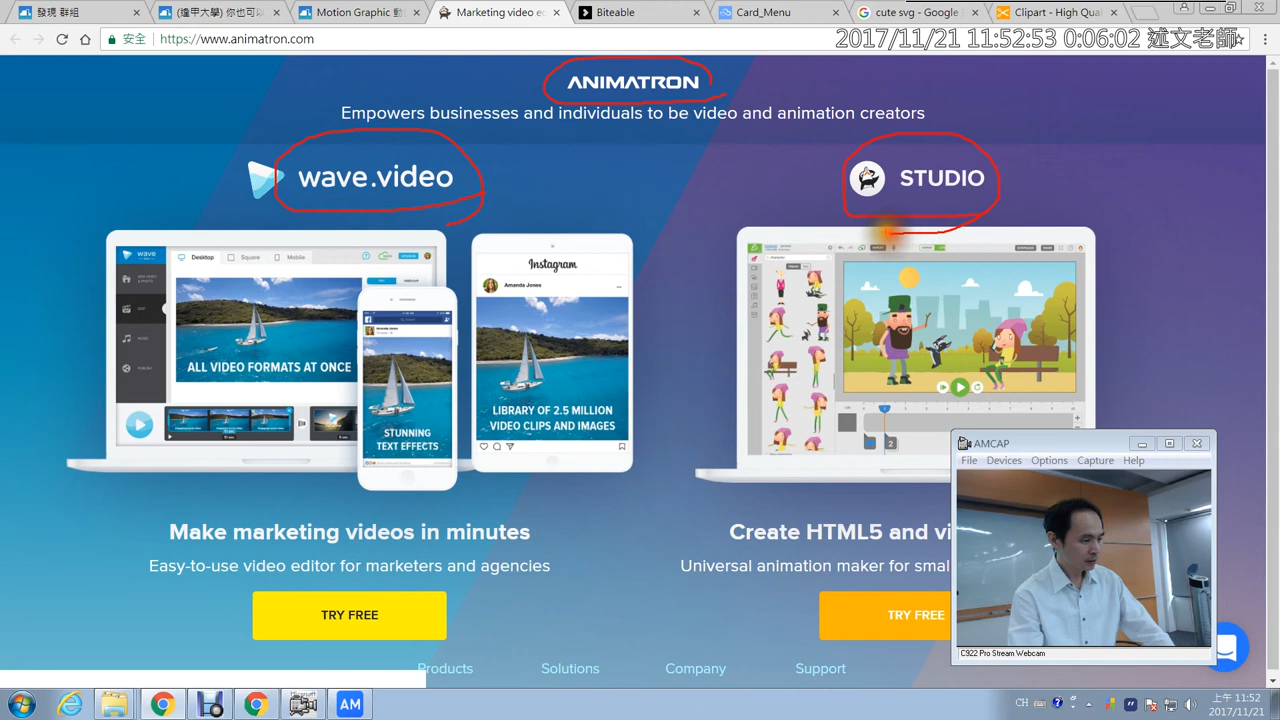 發現 群組
(逢甲大學) 你也可以
Motion Graphic 動
Marketing video ec
Biteable
Card_Menu
cute svg - Google
Clipart - High Qual
安全
https://www.animatron.com
2017/11/21 11:52:53 0:06:02 述文老師
ANIMATRON
Empowers businesses and individuals to be video and animation creators
wave.video
STUDIO
wave
Desktop
Square
Mobile
ALL VIDEO FORMATS AT ONCE
STUNNING
TEXT EFFECTS
Instagram
Amanda Jones
LIBRARY OF 2.5 MILLION
VIDEO CLIPS AND IMAGES
2
AMCAP
File Devices Options Capture Help
C922 Pro Stream Webcam
Make marketing videos in minutes
Easy-to-use video editor for marketers and agencies
TRY FREE
Create HTML5 and vi
Universal animation maker for smal
TRY FREE
Products
Solutions
Company
Support
AM
CH
上午 11:52
2017/11/21